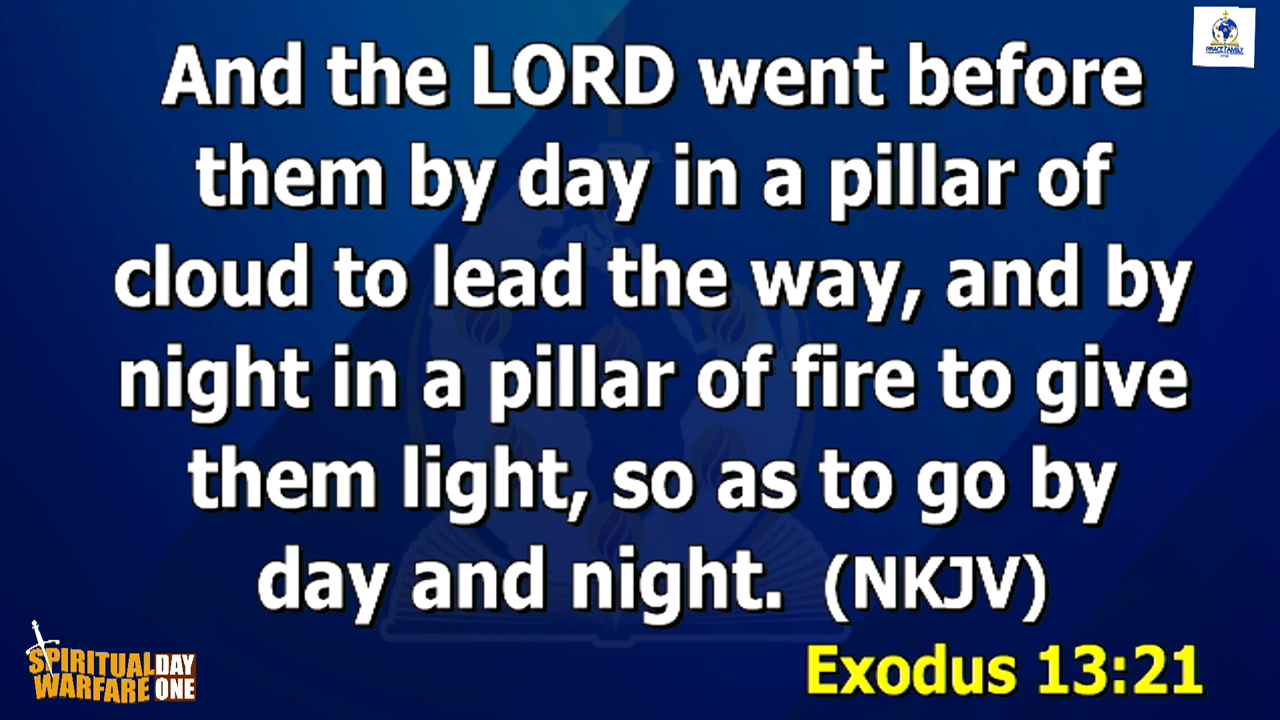 And the LORD went before
them by day in a pillar of
cloud to lead the way, and by
night in a pillar of fire to give
them light, so as to go by
day and night. (NKJV)
Exodus 13:21
SPIRITUAL DAY
WARFARE ONE
GRACE FAMILY